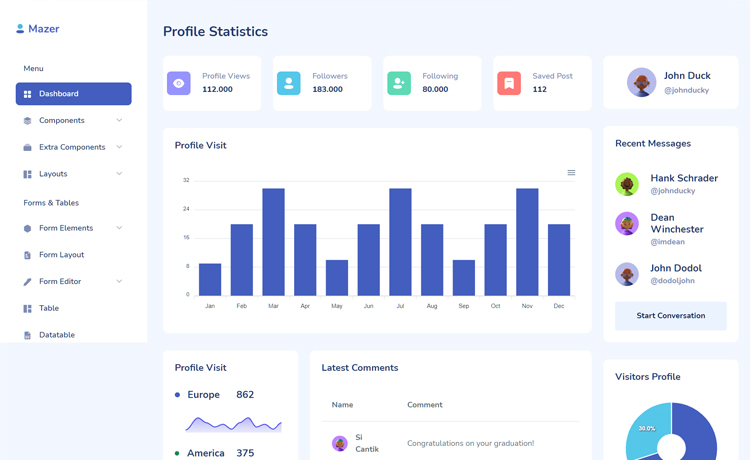 Mazer
Menu
Dashboard
Components
Extra Components
Layouts
Forms & Tables
Form Elements
Form Layout
Form Editor
Table
Datatable
Profile Statistics
Profile Views
112.000
Followers
183.000
Following
80.000
Saved Post
112
John Duck
@johnducky
Profile Visit
32
24
16
8
0
Jan Feb Mar Apr May Jun Jul Aug Sep Oct Nov Dec
Recent Messages
Hank Schrader
@johnducky
Dean
Winchester
@imdean
John Dodol
@dodoljohn
Start Conversation
Profile Visit
Europe 862
America 375
Latest Comments
Name Comment
Si
Cantik
Congratulations on your graduation!
Visitors Profile
30.0%